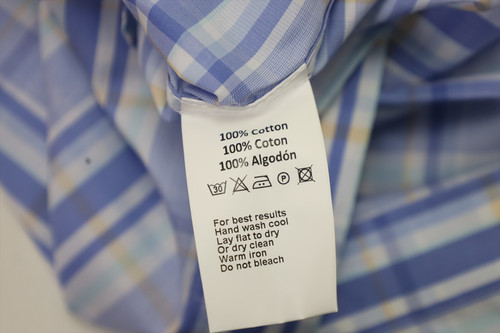 100% Cotton
100% Coton
100% Algodón
30 P
For best results
Hand wash cool
Lay flat to dry
Or dry clean
Warm iron
Do not bleach